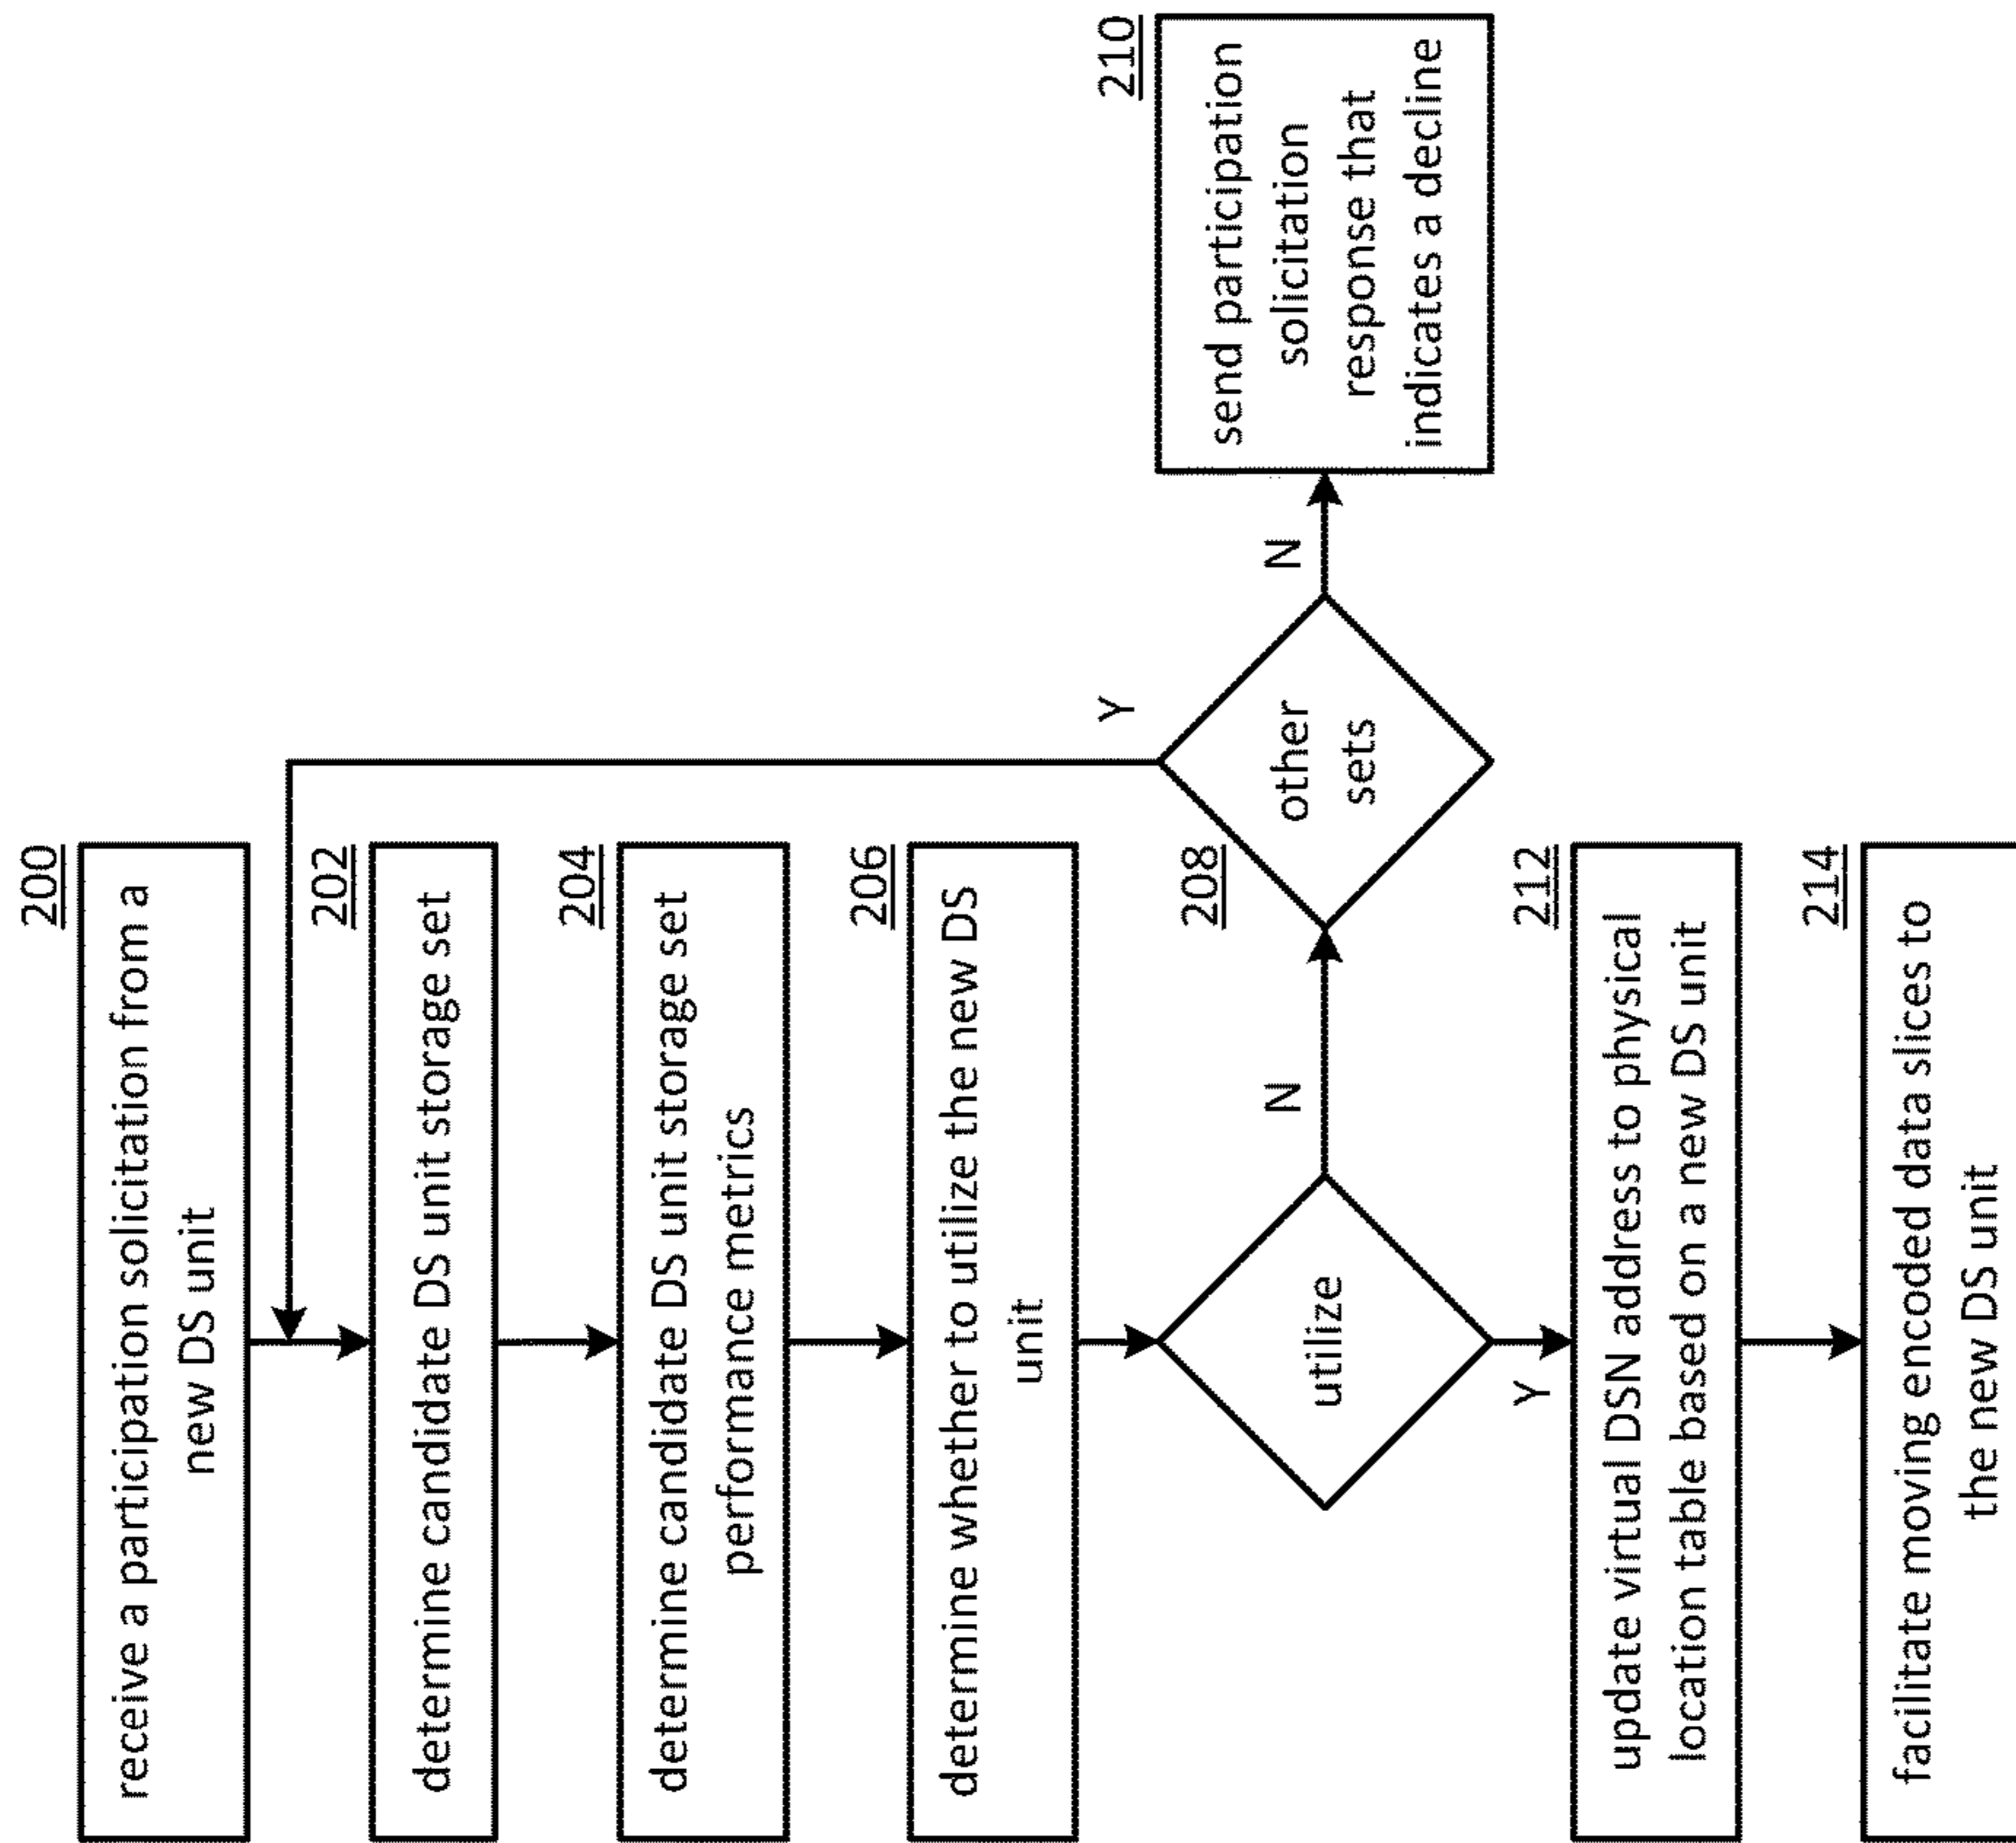 200
receive a participation solicitation from a
new DS unit
202
determine candidate DS unit storage set
204
determine candidate DS unit storage set
performance metrics
206
determine whether to utilize the new DS
unit
utilize
N
Y
208
other
sets
Y
N
210
send participation
solicitation
response that
indicates a decline
212
update virtual DSN address to physical
location table based on a new DS unit
214
facilitate moving encoded data slices to
the new DS unit